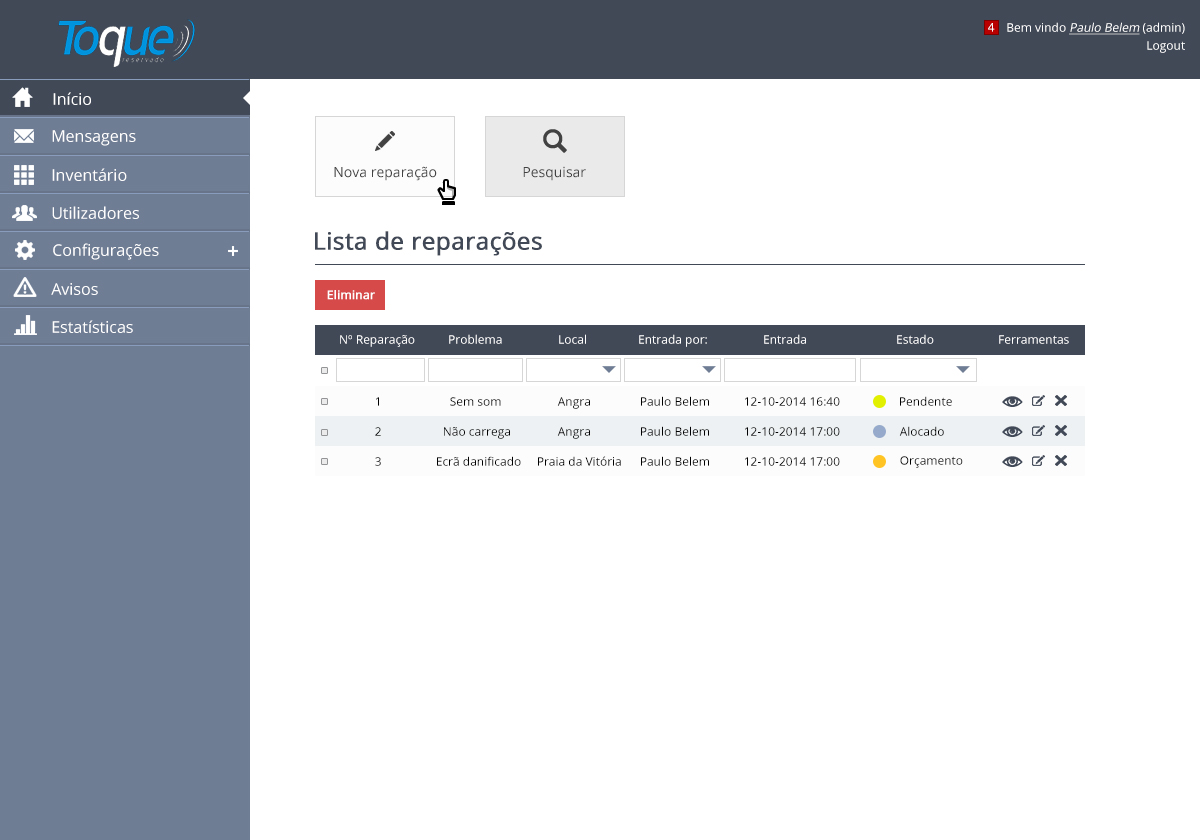 Toque
reservado
4 Bem vindo Paulo Belem (admin)
Logout
Início
Mensagens
Inventário
Utilizadores
Configurações +
Avisos
Estatísticas
Nova reparação
Pesquisar
Lista de reparações
Eliminar
Nº Reparação Problema Local Entrada por: Entrada Estado Ferramentas
1 Sem som Angra Paulo Belem 12-10-2014 16:40 Pendente
2 Não carrega Angra Paulo Belem 12-10-2014 17:00 Alocado
3 Ecrã danificado Praia da Vitória Paulo Belem 12-10-2014 17:00 Orçamento